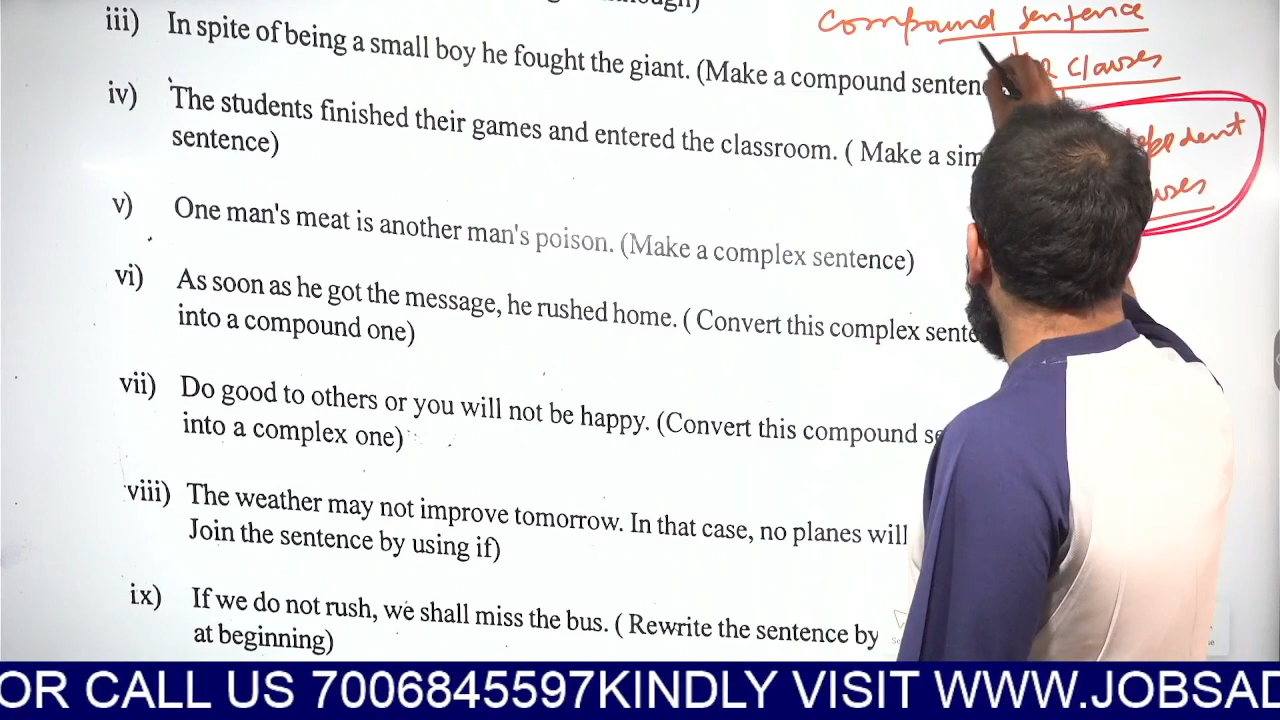 iii) In spite of being a small boy he fought the giant. (Make a compound
iv) The students finished their games and entered the classroom. ( Make a
sentence)
v) One man's meat is another man's poison. (Make a complex sentence)
vi) As soon as he got the message, he rushed home. ( Convert this complex
into a compound one)
vii) Do good to others or you will not be happy. (Convert this compound
into a complex one)
viii) The weather may not improve tomorrow. In that case, no planes will
Join the sentence by using if)
ix) If we do not rush, we shall miss the bus. ( Rewrite the sentence by
at beginning)
compound sentence
clauses
OR CALL US 7006845597KINDLY VISIT WWW.JOBSAD